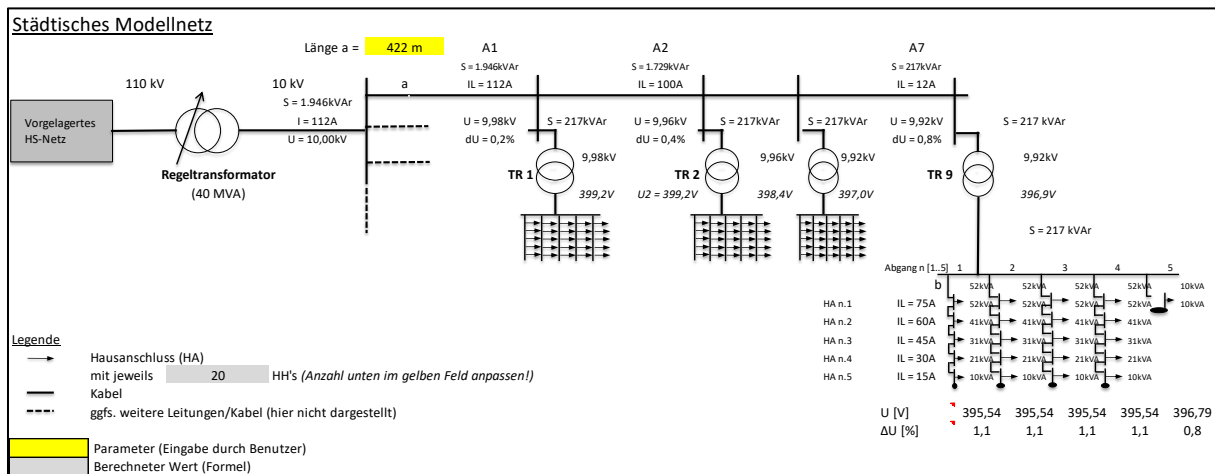 Städtisches Modellnetz
Länge a = 422 m A1 A2 A7
S = 1.946kVAr S = 1.729kVAr S = 217kVAr
110 kV 10 kV a IL = 112A IL = 100A IL = 12A
S = 1.946kVAr
I = 112A
U = 10,00kV
Vorgelagertes
HS-Netz
U = 9,98kV S = 217kVAr U = 9,96kV S = 217kVAr S = 217kVAr U = 9,92kV S = 217 kVAr
dU = 0,2% dU = 0,4% dU = 0,8%
9,98kV 9,96kV 9,92kV 9,92kV
Regeltransformator
(40 MVA)
TR 1 TR 2 TR 9
399,2V U2 = 399,2V 398,4V 397,0V 396,9V
S = 217 kVAr
Abgang n [1..5] 1 2 3 4 5
b 52kVA 52kVA 52kVA 52kVA 10kVA
HA n.1 IL = 75A 52kVA 52kVA 52kVA 52kVA 10kVA
HA n.2 IL = 60A 41kVA 41kVA 41kVA 41kVA
HA n.3 IL = 45A 31kVA 31kVA 31kVA 31kVA
HA n.4 IL = 30A 21kVA 21kVA 21kVA 21kVA
HA n.5 IL = 15A 10kVA 10kVA 10kVA 10kVA
U [V] 395,54 395,54 395,54 395,54 396,79
ΔU [%] 1,1 1,1 1,1 1,1 0,8
Legende
Hausanschluss (HA)
mit jeweils 20 HH's (Anzahl unten im gelben Feld anpassen!)
Kabel
ggfs. weitere Leitungen/Kabel (hier nicht dargestellt)
Parameter (Eingabe durch Benutzer)
Berechneter Wert (Formel)